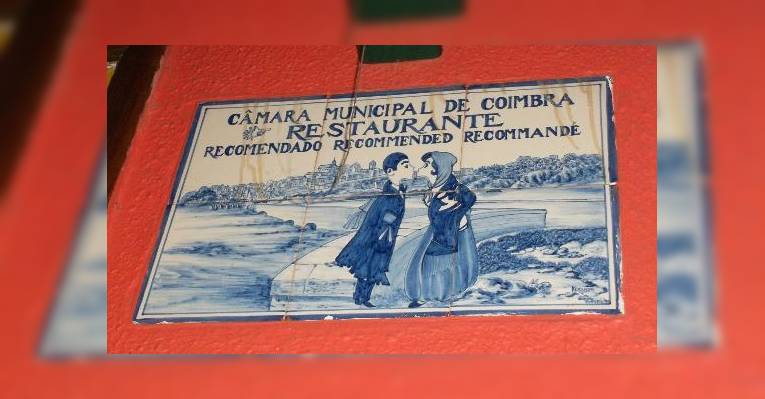 CÂMARA MUNICIPAL DE COIMBRA
RESTAURANTE
RECOMENDADO RECOMMENDED RECOMMANDÉ